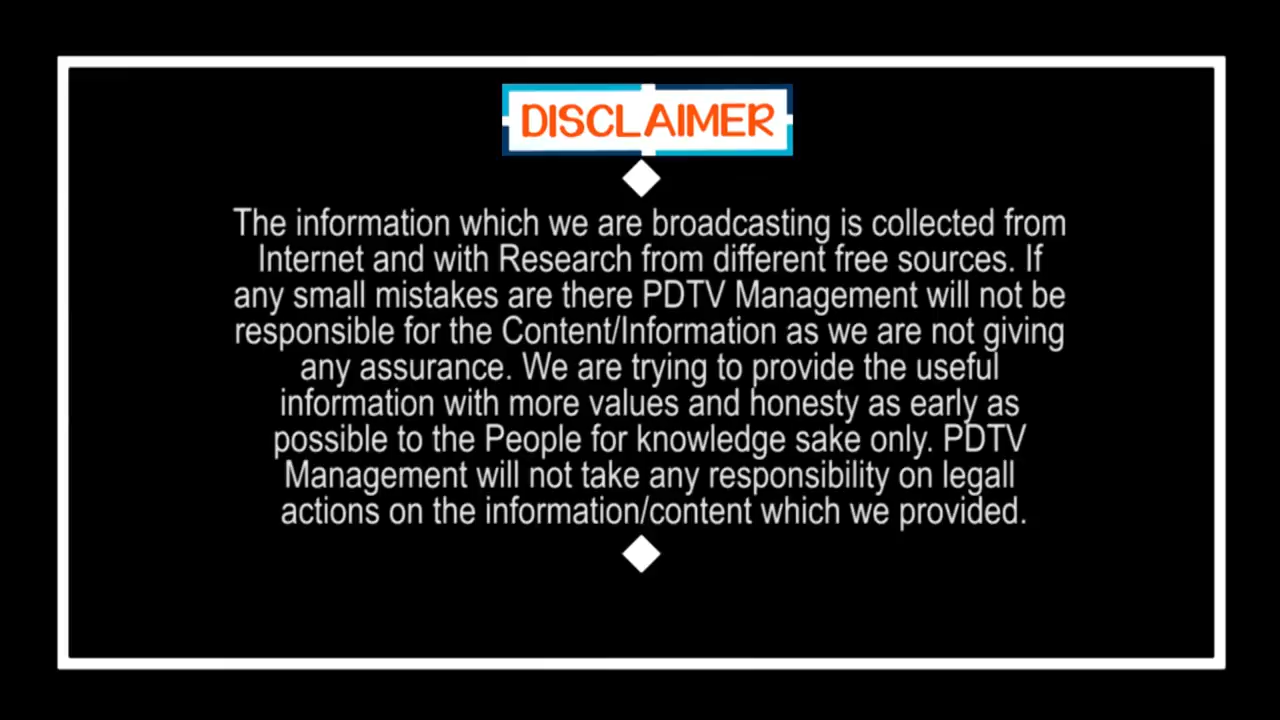 DISCLAIMER
The information which we are broadcasting is collected from
Internet and with Research from different free sources. If
any small mistakes are there PDTV Management will not be
responsible for the Content/Information as we are not giving
any assurance. We are trying to provide the useful
information with more values and honesty as early as
possible to the People for knowledge sake only. PDTV
Management will not take any responsibility on legall
actions on the information/content which we provided.